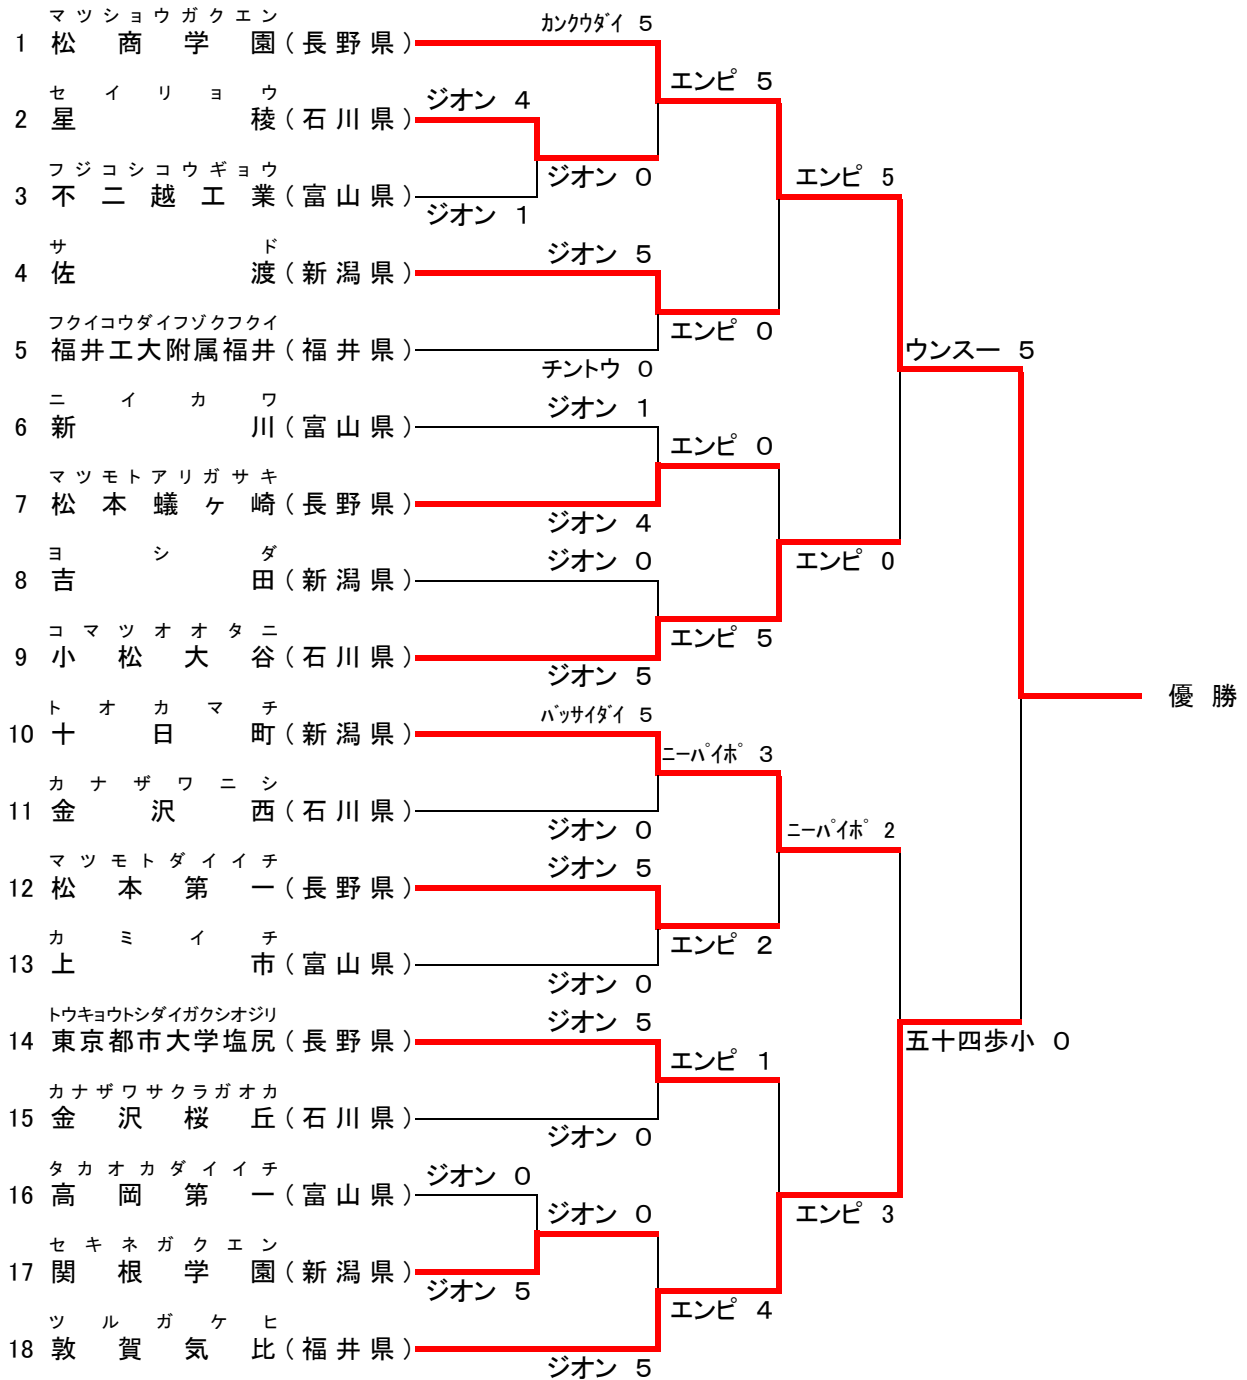 マツショウガクエン
1 松商学園(長野県)
カンクウダイ 5
エンピ 5
セイリョウ
2 星稜(石川県)
ジオン 4
ジオン 0
エンピ 5
フジコシコウギョウ
3 不二越工業(富山県)
ジオン 1
サド
4 佐渡(新潟県)
ジオン 5
エンピ 0
フクイコウダイフゾクフクイ
5 福井工大附属福井(福井県)
チントウ 0
ウンスー 5
ニイカワ
6 新川(富山県)
ジオン 1
エンピ 0
マツモトアリガサキ
7 松本蟻ヶ崎(長野県)
ジオン 4
ヨシダ
8 吉田(新潟県)
ジオン 0
エンピ 0
エンピ 5
コマツオオタニ
9 小松大谷(石川県)
ジオン 5
優勝
トオカマチ
10 十日町(新潟県)
バッサイダイ 5
ニーパイポ 3
カナザワニシ
11 金沢西(石川県)
ジオン 0
ニーパイポ 2
マツモトダイイチ
12 松本第一(長野県)
ジオン 5
エンピ 2
カミイチ
13 上市(富山県)
ジオン 0
トウキョウトシダイガクシオジリ
14 東京都市大学塩尻(長野県)
ジオン 5
エンピ 1
五十四歩小 0
カナザワサクラガオカ
15 金沢桜丘(石川県)
ジオン 0
タカオカダイイチ
16 高岡第一(富山県)
ジオン 0
ジオン 0
エンピ 3
セキネガクエン
17 関根学園(新潟県)
ジオン 5
エンピ 4
ツルガケヒ
18 敦賀気比(福井県)
ジオン 5